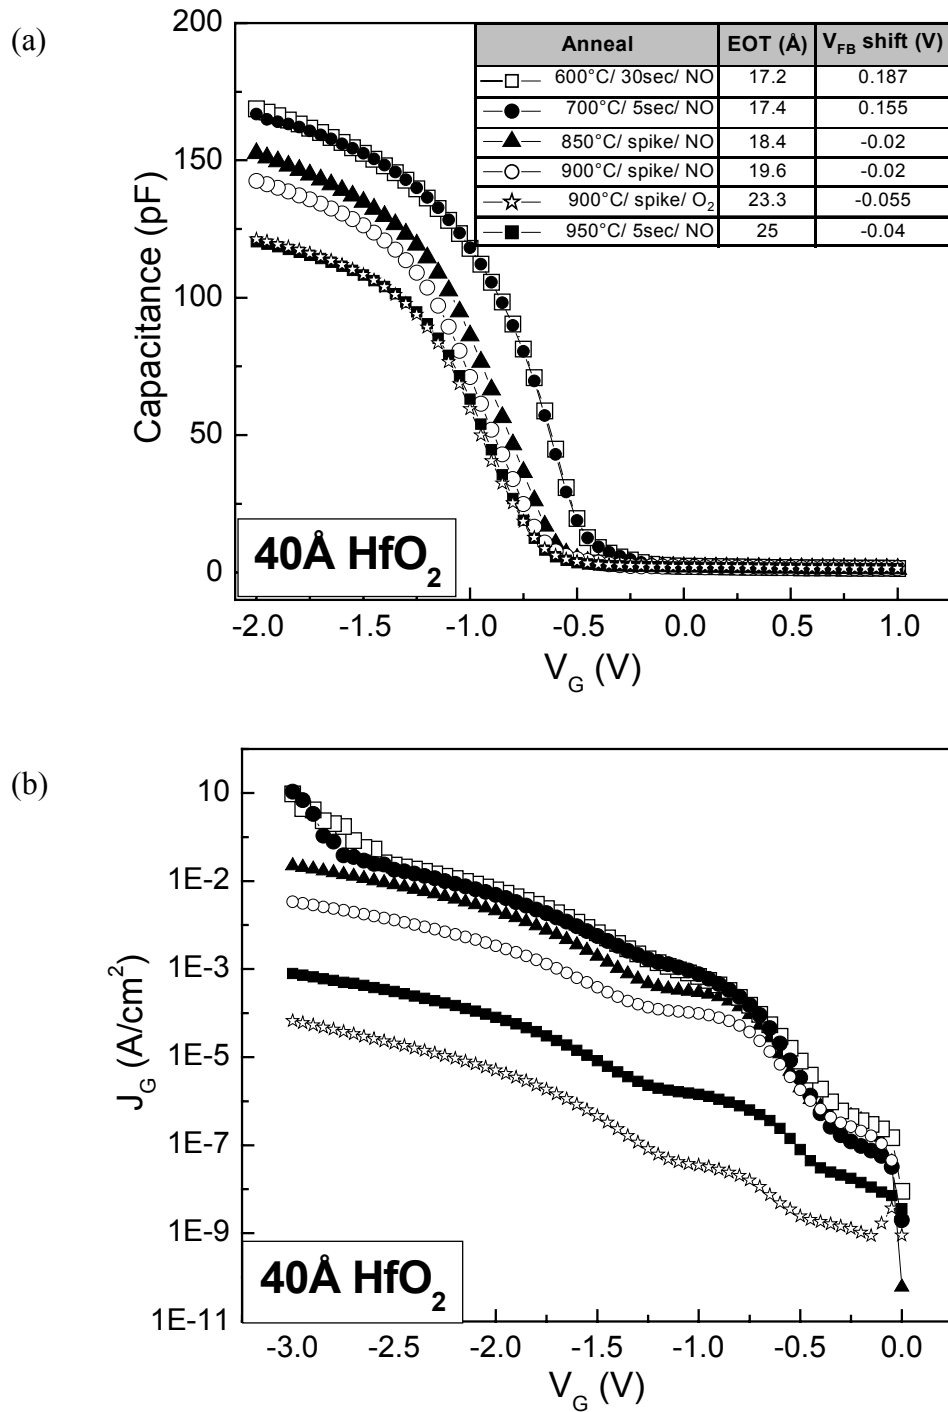 (a)
200
150
100
50
0
Capacitance (pF)
Anneal EOT (Å) V_FB shift (V)
600°C/ 30sec/ NO 17.2 0.187
700°C/ 5sec/ NO 17.4 0.155
850°C/ spike/ NO 18.4 -0.02
900°C/ spike/ NO 19.6 -0.02
900°C/ spike/ O₂ 23.3 -0.055
950°C/ 5sec/ NO 25 -0.04
40Å HfO₂
-2.0 -1.5 -1.0 -0.5 0.0 0.5 1.0
V_G (V)
(b)
10
1E-2
1E-3
1E-5
1E-7
1E-9
1E-11
J_G (A/cm²)
40Å HfO₂
-3.0 -2.5 -2.0 -1.5 -1.0 -0.5 0.0
V_G (V)